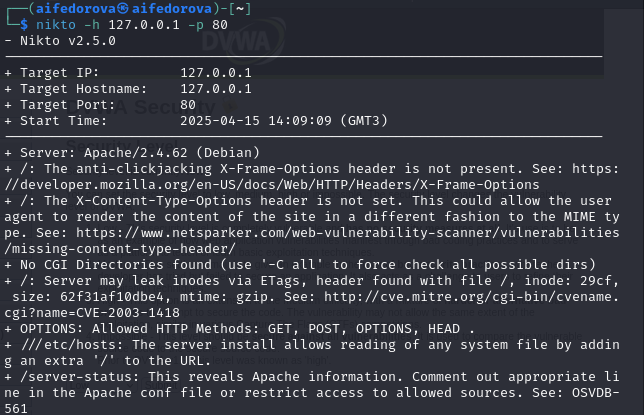 (aifedorova㉿aifedorova)-[~]
$ nikto -h 127.0.0.1 -p 80
- Nikto v2.5.0
+ Target IP:          127.0.0.1
+ Target Hostname:    127.0.0.1
+ Target Port:        80
+ Start Time:         2025-04-15 14:09:09 (GMT3)
+ Server: Apache/2.4.62 (Debian)
+ /: The anti-clickjacking X-Frame-Options header is not present. See: https:
//developer.mozilla.org/en-US/docs/Web/HTTP/Headers/X-Frame-Options
+ /: The X-Content-Type-Options header is not set. This could allow the user
agent to render the content of the site in a different fashion to the MIME ty
pe. See: https://www.netsparker.com/web-vulnerability-scanner/vulnerabilities
/missing-content-type-header/
+ No CGI Directories found (use '-C all' to force check all possible dirs)
+ /: Server may leak inodes via ETags, header found with file /, inode: 29cf,
 size: 62f31af10dbe4, mtime: gzip. See: http://cve.mitre.org/cgi-bin/cvename.
cgi?name=CVE-2003-1418
+ OPTIONS: Allowed HTTP Methods: GET, POST, OPTIONS, HEAD .
+ ///etc/hosts: The server install allows reading of any system file by addin
g an extra '/' to the URL.
+ /server-status: This reveals Apache information. Comment out appropriate li
ne in the Apache conf file or restrict access to allowed sources. See: OSVDB-
561
DVWA
DVWA Security